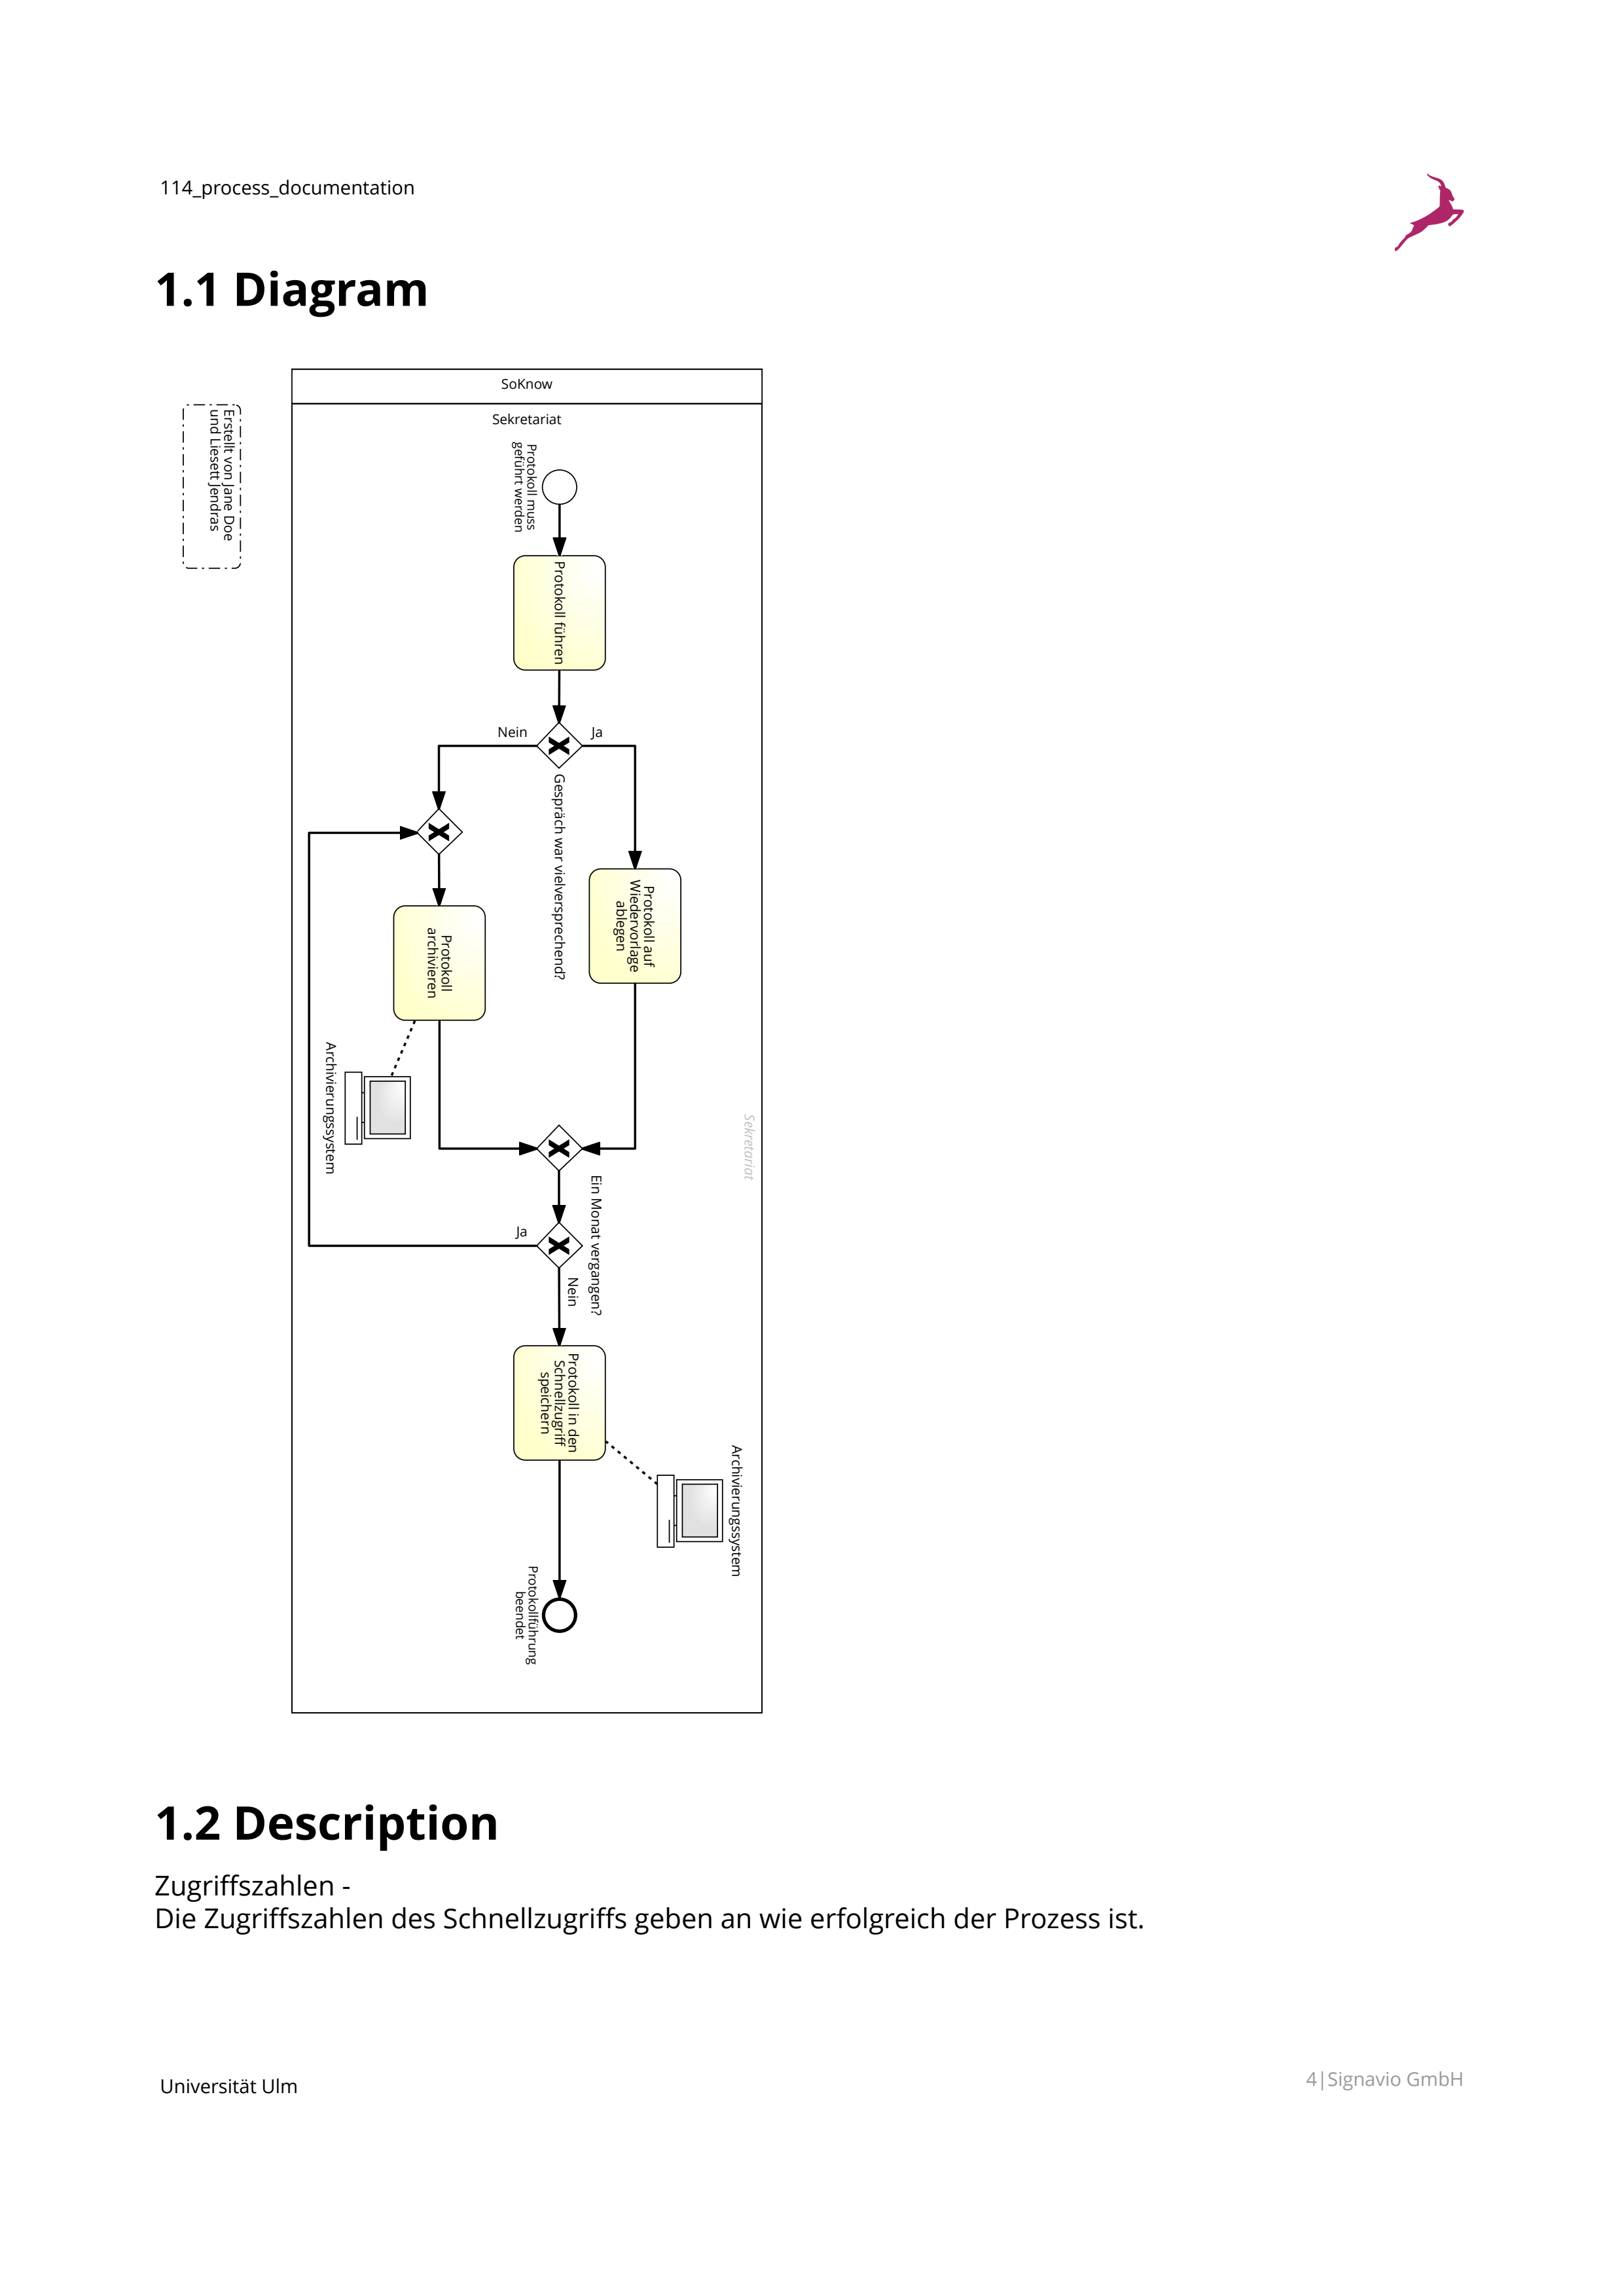 114_process_documentation
1.1 Diagram
SoKnow
Sekretariat
Erstellt von Jane Doe
und Liesett Jendras
Protokoll muss
geführt werden
Protokoll führen
Nein
Ja
Gespräch war vielversprechend?
Protokoll auf
Wiedervorlage
ablegen
Protokoll
archivieren
Archivierungssystem
Sekretariat
Ein Monat vergangen?
Ja
Nein
Protokoll in den
Schnellzugriff
speichern
Archivierungssystem
Protokollführung
beendet
1.2 Description
Zugriffszahlen -
Die Zugriffszahlen des Schnellzugriffs geben an wie erfolgreich der Prozess ist.
Universität Ulm
4|Signavio GmbH